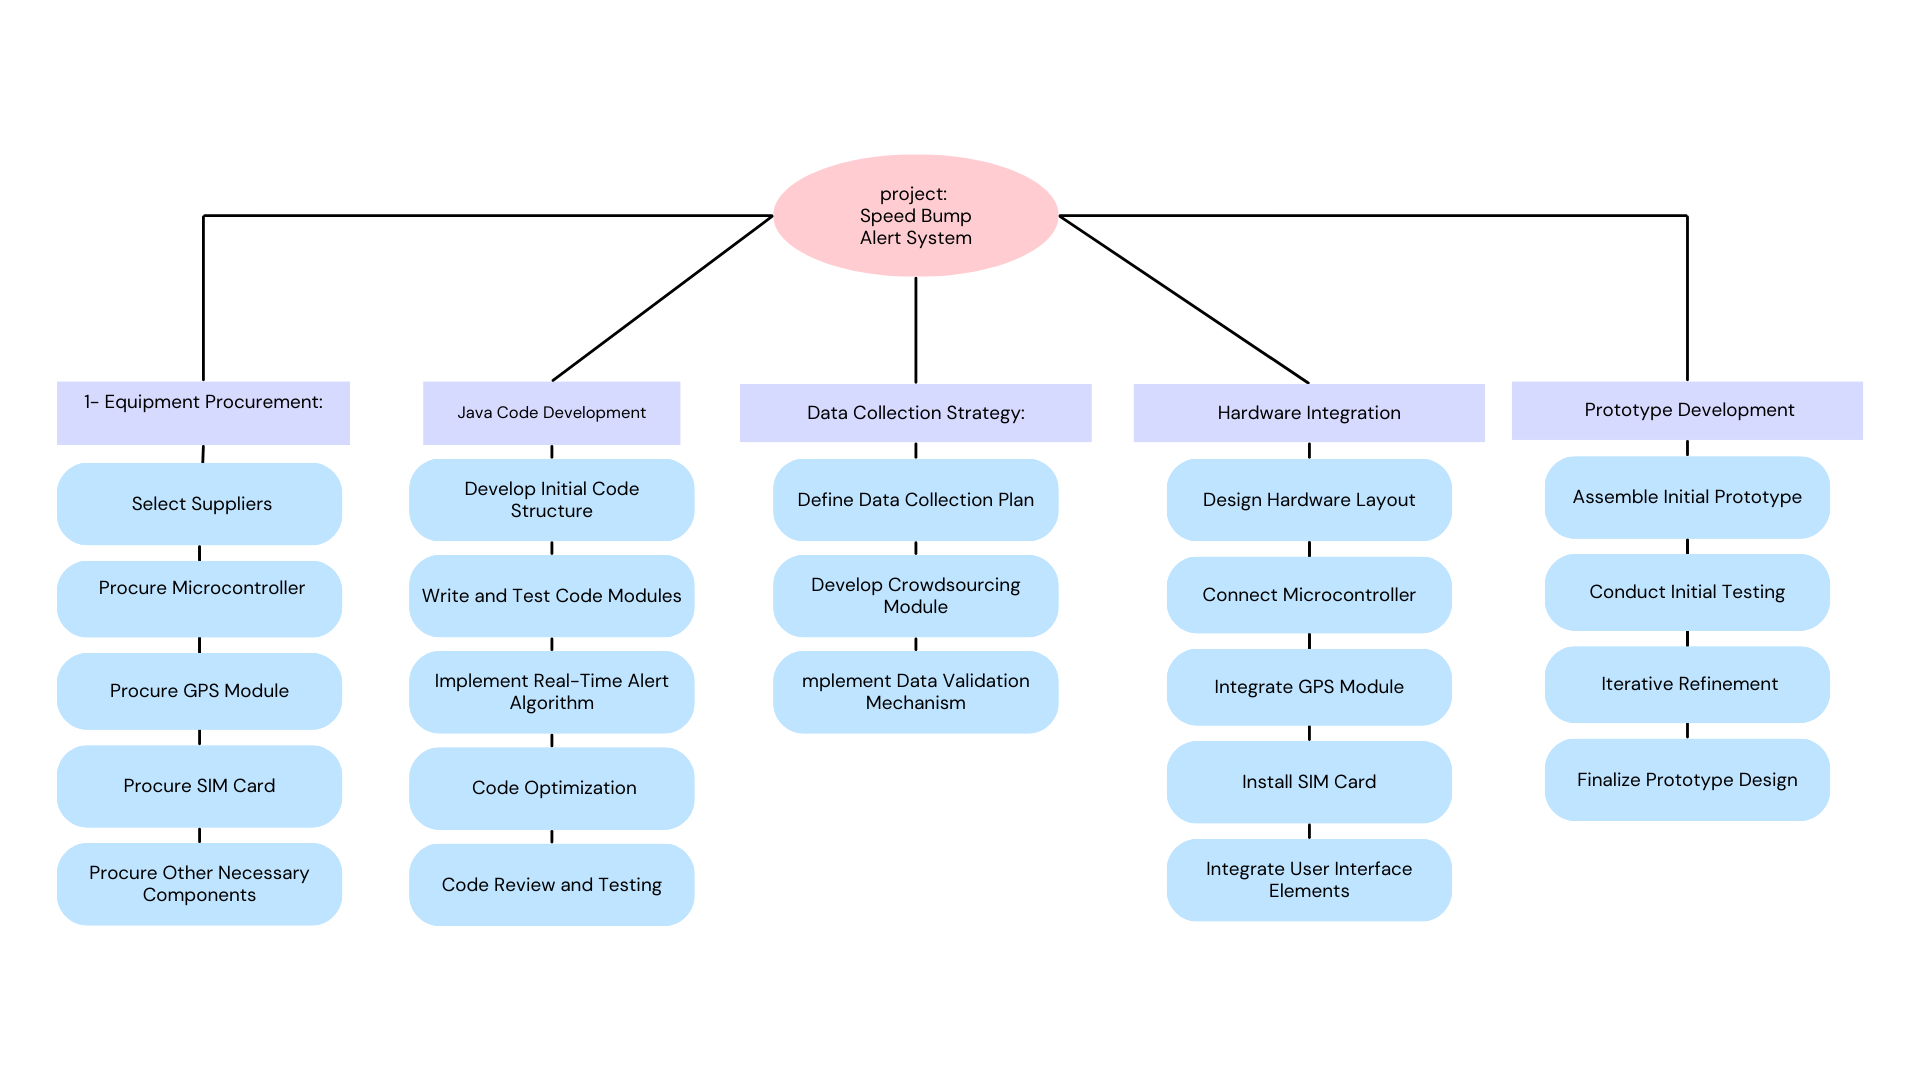 project:
Speed Bump
Alert System
1- Equipment Procurement:
Select Suppliers
Procure Microcontroller
Procure GPS Module
Procure SIM Card
Procure Other Necessary
Components
Java Code Development
Develop Initial Code
Structure
Write and Test Code Modules
Implement Real-Time Alert
Algorithm
Code Optimization
Code Review and Testing
Data Collection Strategy:
Define Data Collection Plan
Develop Crowdsourcing
Module
mplement Data Validation
Mechanism
Hardware Integration
Design Hardware Layout
Connect Microcontroller
Integrate GPS Module
Install SIM Card
Integrate User Interface
Elements
Prototype Development
Assemble Initial Prototype
Conduct Initial Testing
Iterative Refinement
Finalize Prototype Design